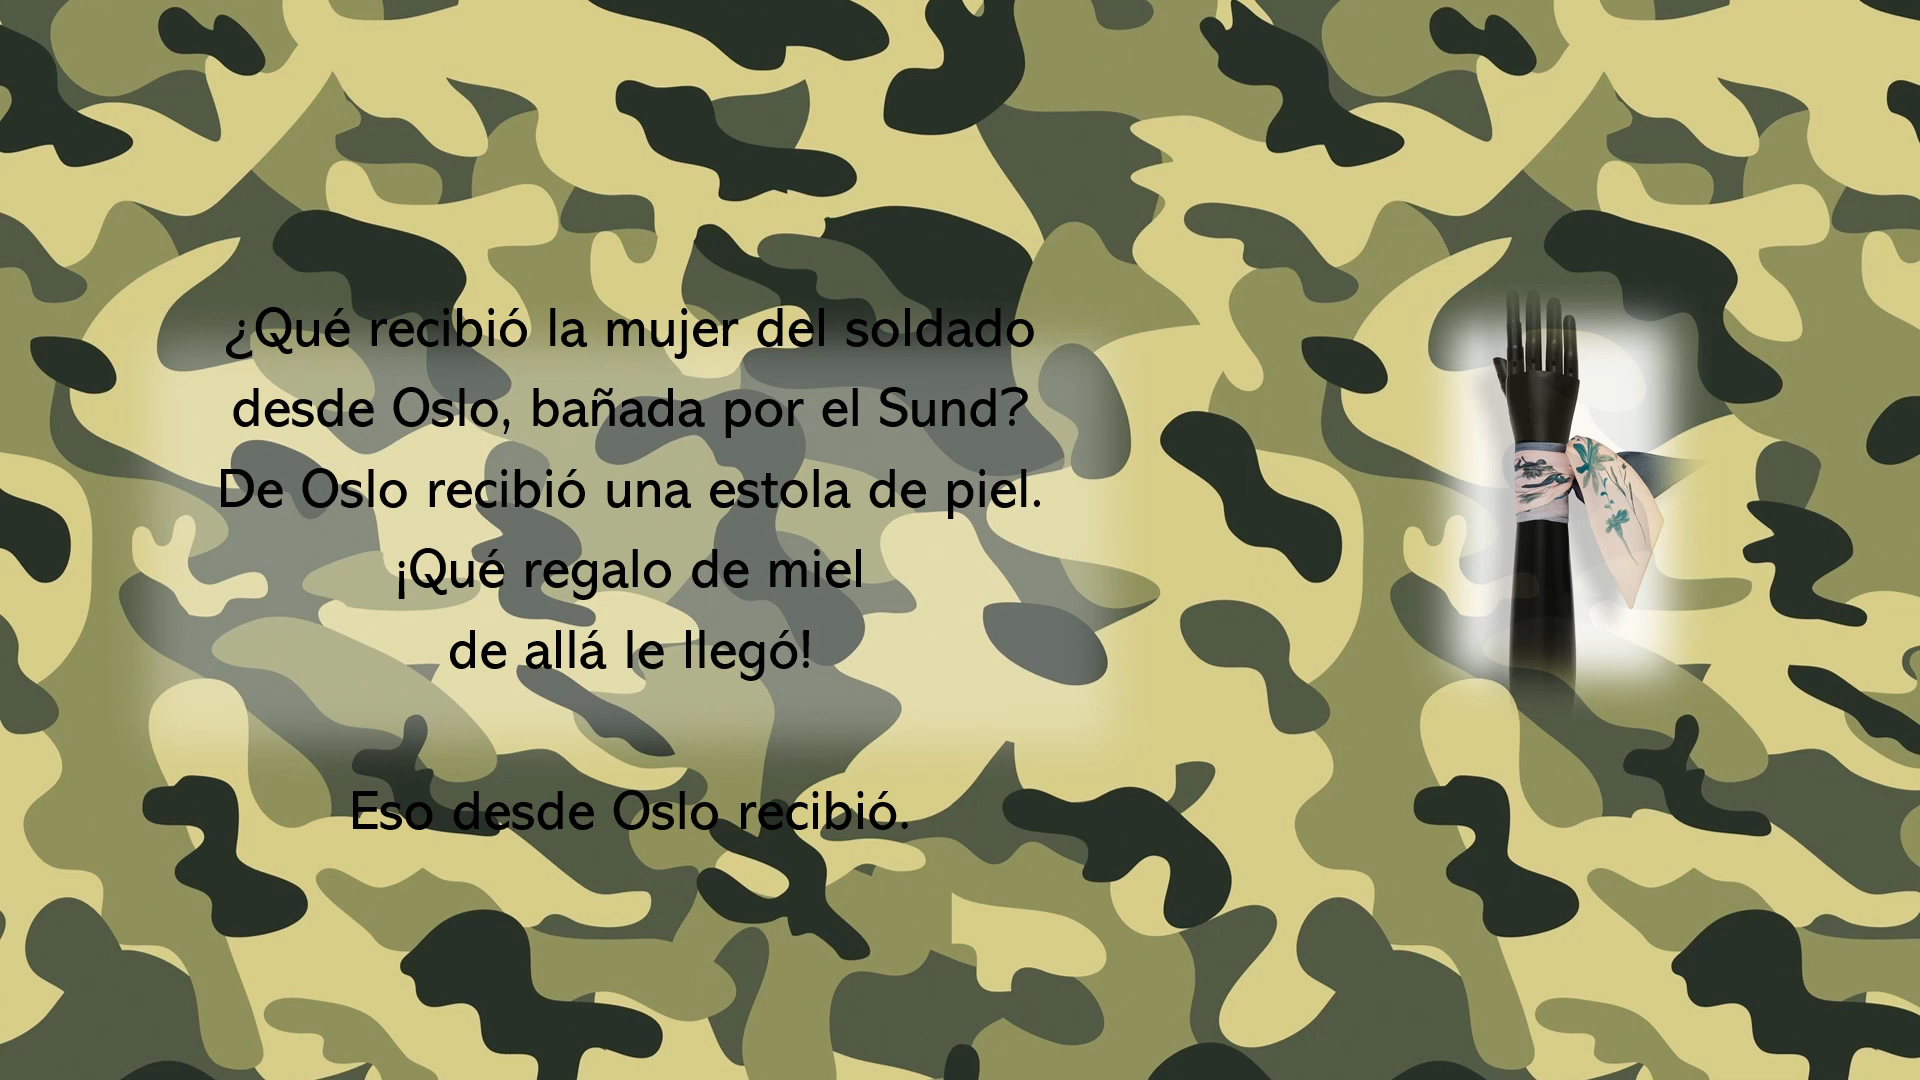 ¿Qué recibió la mujer del soldado
desde Oslo, bañada por el Sund?
De Oslo recibió una estola de piel.
¡Qué regalo de miel
de allá le llegó!
Eso desde Oslo recibió.